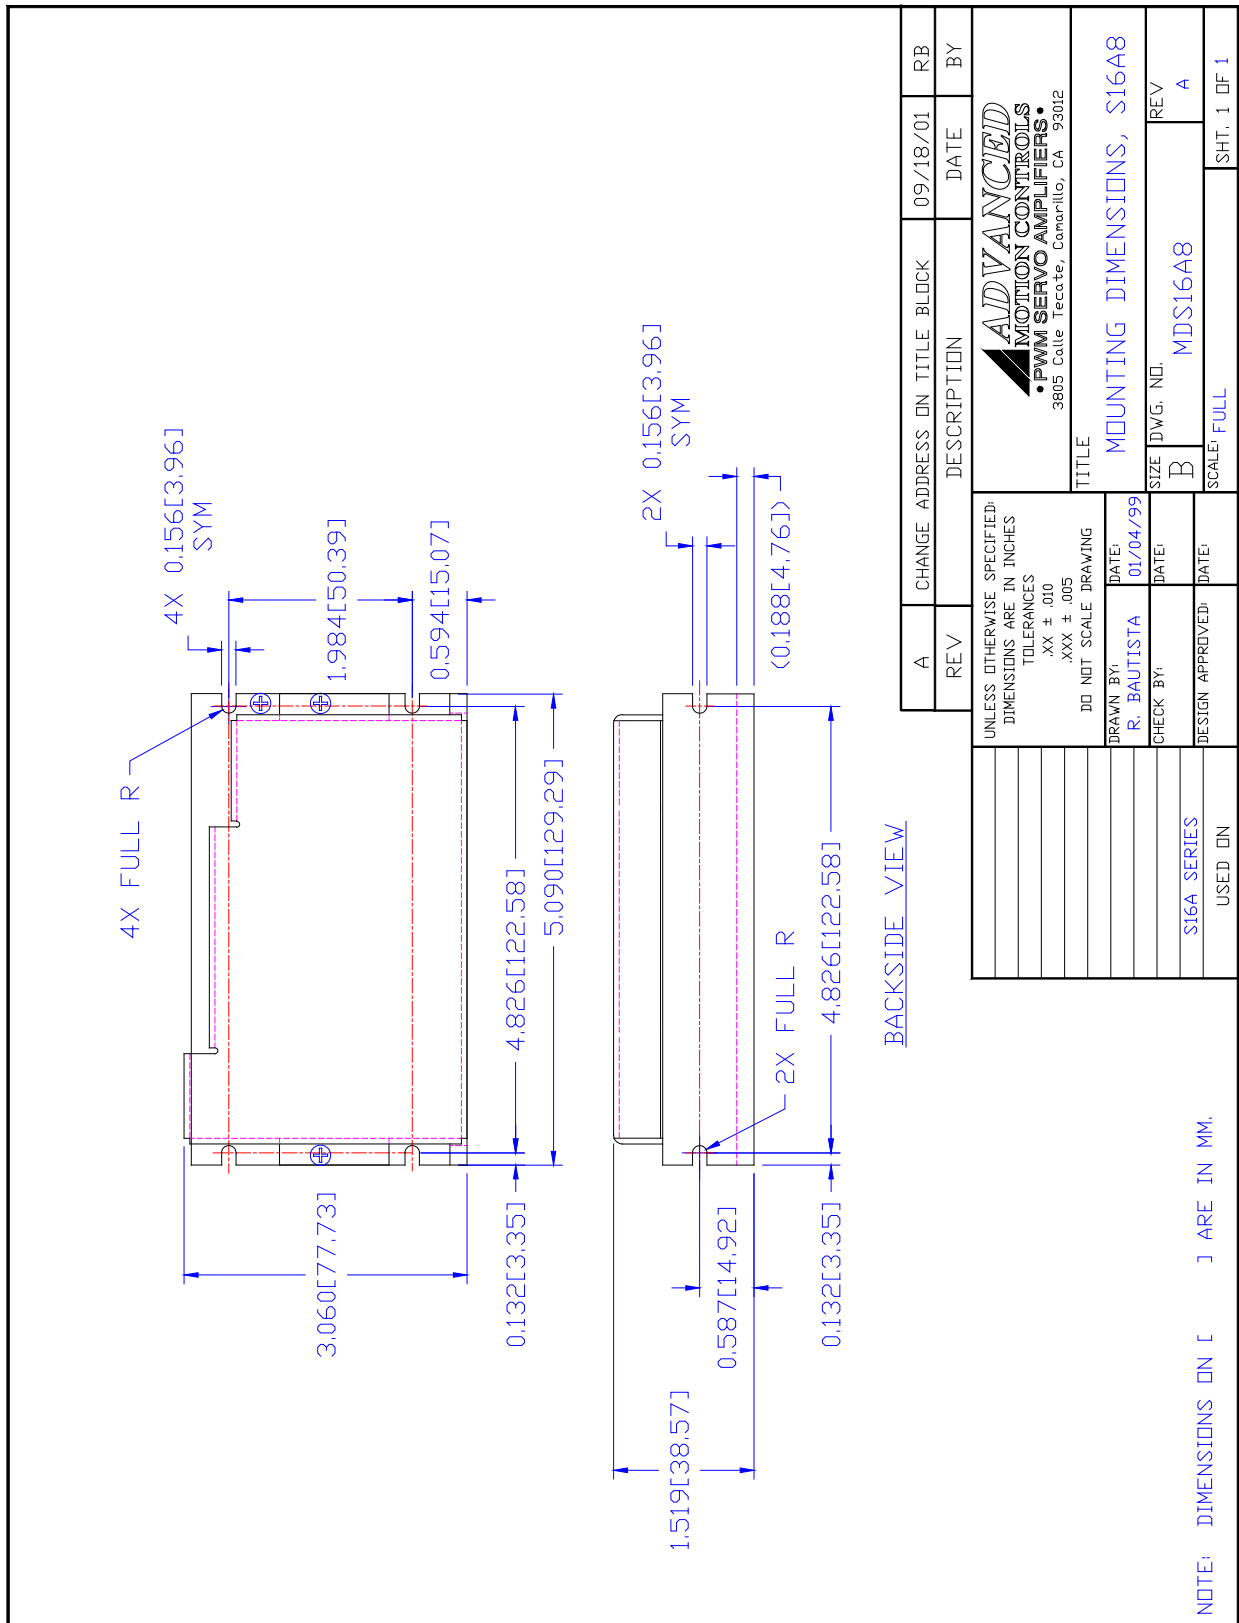 4X FULL R
4X 0.156[3.96]
SYM
1.984[50.39]
0.594[15.07]
3.060[77.73]
0.132[3.35]
4.826[122.58]
5.090[129.29]
2X 0.156[3.96]
SYM
(0.188[4.76])
1.519[38.57]
0.587[14.92]
2X FULL R
0.132[3.35]
4.826[122.58]
BACKSIDE VIEW
NOTE: DIMENSIONS ON [ ] ARE IN MM.
A CHANGE ADDRESS ON TITLE BLOCK 09/18/01 RB
REV DESCRIPTION DATE BY
UNLESS OTHERWISE SPECIFIED:
DIMENSIONS ARE IN INCHES
TOLERANCES
.XX ± .010
.XXX ± .005
DO NOT SCALE DRAWING
DRAWN BY: DATE:
R. BAUTISTA 01/04/99
CHECK BY: DATE:
DESIGN APPROVED: DATE:
ADVANCED
MOTION CONTROLS
• PWM SERVO AMPLIFIERS •
3805 Calle Tecate, Camarillo, CA 93012
TITLE
MOUNTING DIMENSIONS, S16A8
SIZE DWG. NO. REV
B MDS16A8 A
SCALE: FULL SHT. 1 OF 1
S16A SERIES
USED ON